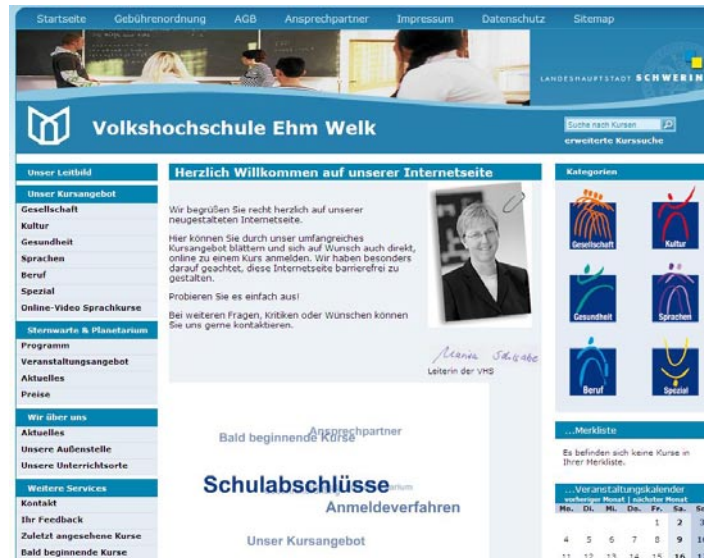 Startseite Gebührenordnung AGB Ansprechpartner Impressum Datenschutz Sitemap
LANDESHAUPTSTADT SCHWERIN
Volkshochschule Ehm Welk
Suche nach Kursen
erweiterte Kurssuche
Unser Leitbild
Unser Kursangebot
Gesellschaft
Kultur
Gesundheit
Sprachen
Beruf
Spezial
Online-Video Sprachkurse
Sternwarte & Planetarium
Programm
Veranstaltungsangebot
Aktuelles
Preise
Wir über uns
Aktuelles
Unsere Außenstelle
Unsere Unterrichtsorte
Weitere Services
Kontakt
Ihr Feedback
Zuletzt angesehene Kurse
Bald beginnende Kurse
Herzlich Willkommen auf unserer Internetseite
Wir begrüßen Sie recht herzlich auf unserer
neugestalteten Internetseite.
Hier können Sie durch unser umfangreiches
Kursangebot blättern und sich auf Wunsch auch direkt,
online zu einem Kurs anmelden. Wir haben besonders
darauf geachtet, diese Internetseite barrierefrei zu
gestalten.
Probieren Sie es einfach aus!
Bei weiteren Fragen, Kritiken oder Wünschen können
Sie uns gerne kontaktieren.
Leiterin der VHS
Ansprechpartner
Bald beginnende Kurse
Schulabschlüsse
Anmeldeverfahren
Unser Kursangebot
Kategorien
Gesellschaft Kultur
Gesundheit Sprachen
Beruf Spezial
...Merkliste
Es befinden sich keine Kurse in
Ihrer Merkliste.
...Veranstaltungskalender
vorheriger Monat | nächster Monat
Mo. Di. Mi. Do. Fr. Sa.
1 2 3
4 5 6 7 8 9 10
11 12 13 14 15 16